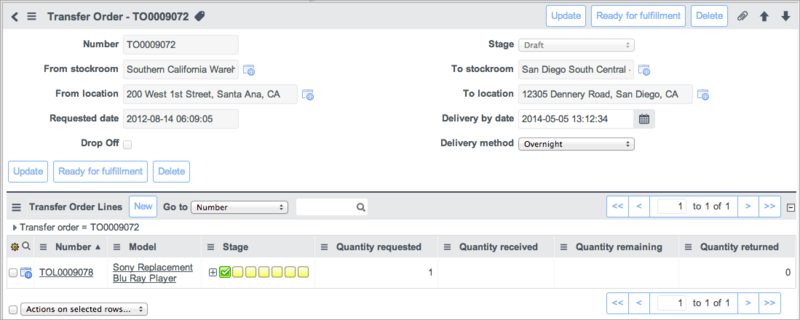 Transfer Order - TO0009072
Update Ready for fulfillment Delete
Number TO0009072 Stage Draft
From stockroom Southern California Wareh To stockroom San Diego South Central -
From location 200 West 1st Street, Santa Ana, CA To location 12305 Dennery Road, San Diego, CA
Requested date 2012-08-14 06:09:05 Delivery by date 2014-05-05 13:12:34
Drop Off Delivery method Overnight
Update Ready for fulfillment Delete
Transfer Order Lines New Go to Number << < 1 to 1 of 1 > >>
Transfer order = TO0009072
Number Model Stage Quantity requested Quantity received Quantity remaining Quantity returned
TOL0009078 Sony Replacement 1 0
Blu Ray Player
Actions on selected rows... << < 1 to 1 of 1 > >>